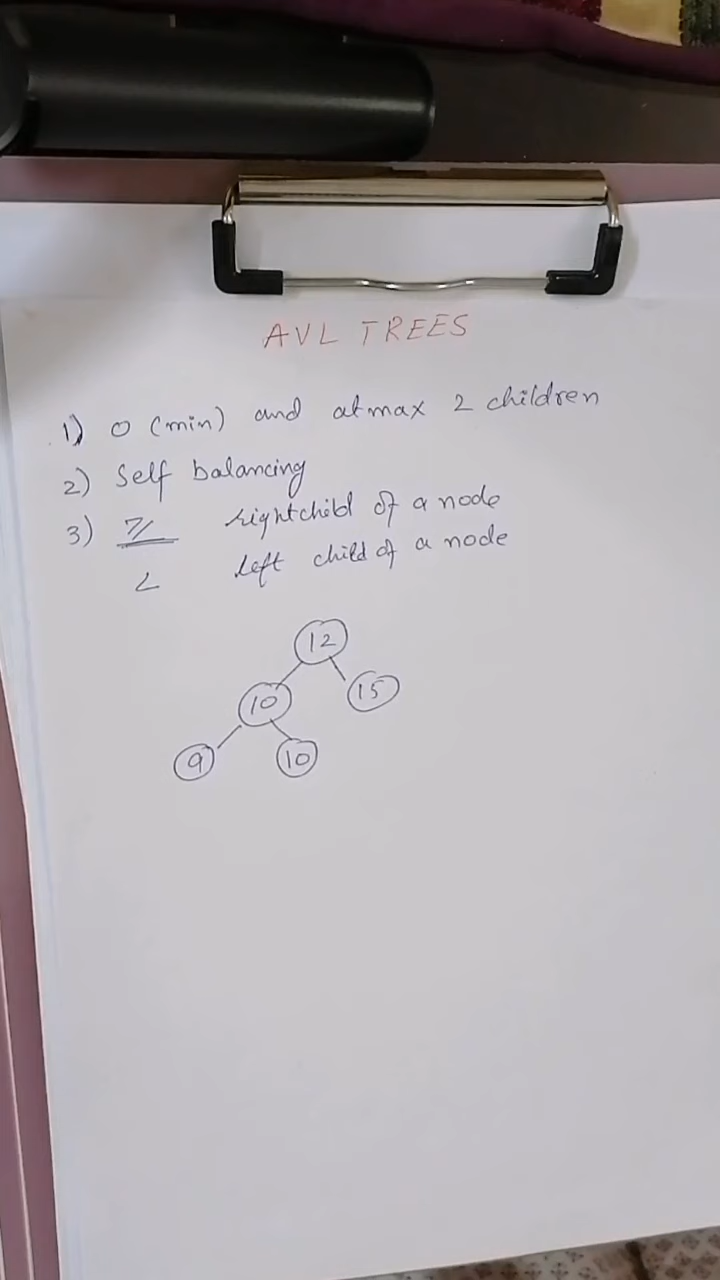 AVL TREES
1) 0 (min) and atmax 2 children
2) Self balancing
3) ≥ rightchild of a node
< left child of a node
12
10 15
9 10